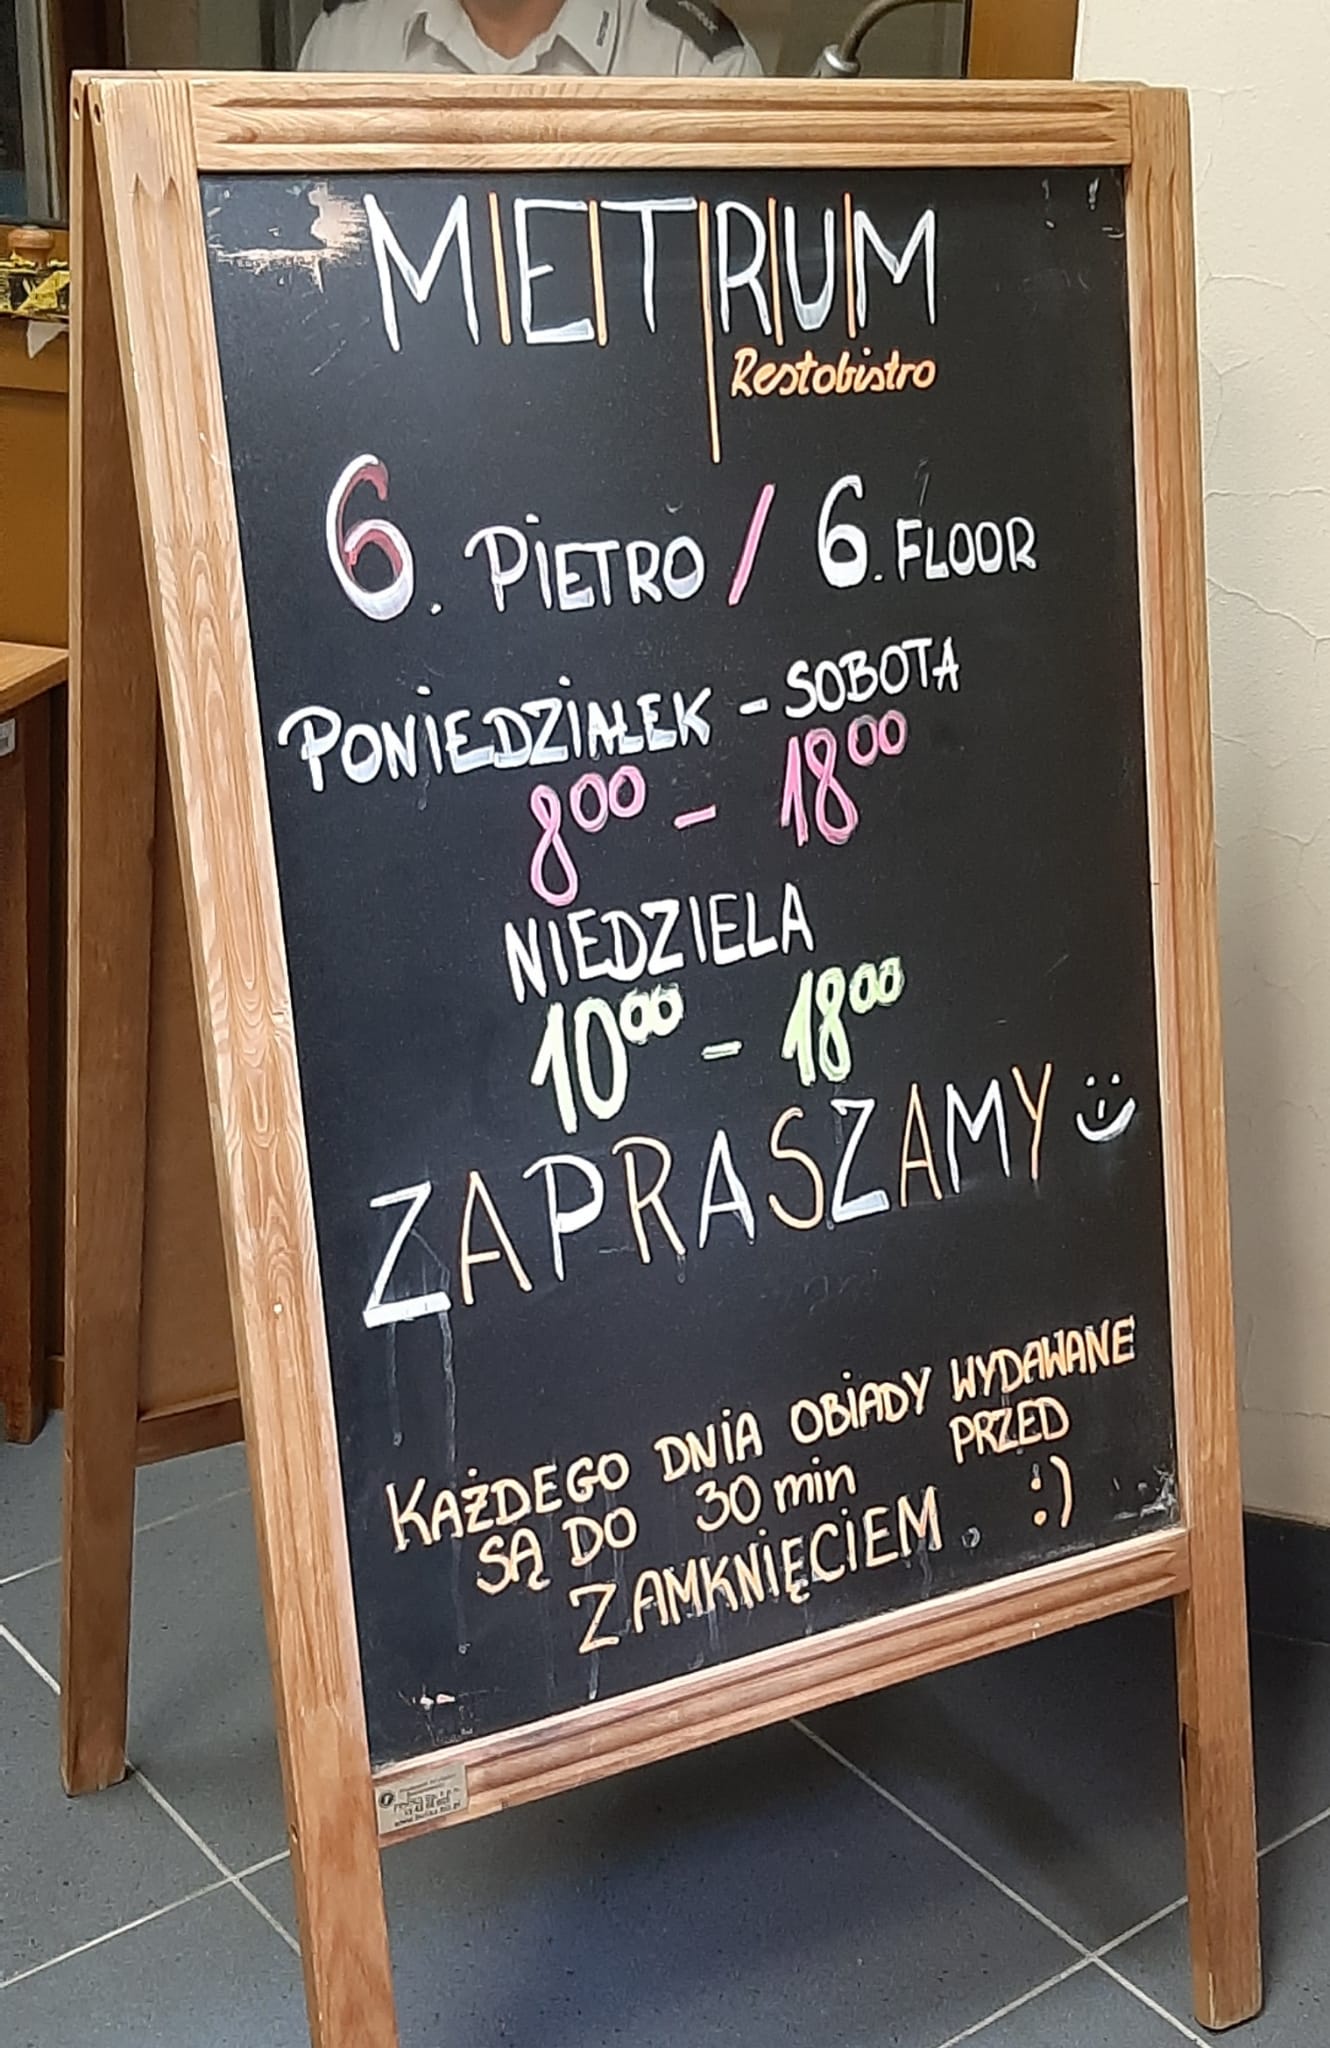 M|E|T|R|U|M
Restobistro
6. PIETRO / 6. FLOOR
PONIEDZIAŁEK - SOBOTA
8⁰⁰ - 18⁰⁰
NIEDZIELA
10⁰⁰ - 18⁰⁰
ZAPRASZAMY
KAŻDEGO DNIA OBIADY WYDAWANE
SĄ DO 30 min PRZED
ZAMKNIĘCIEM. :)